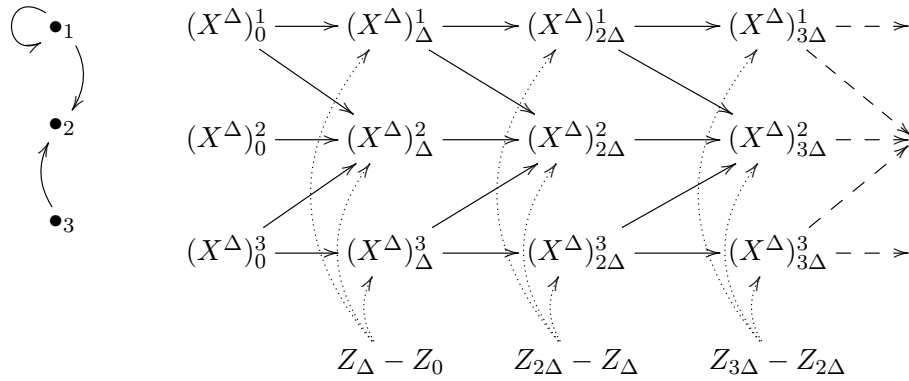 1 (X^Δ)^1_0 (X^Δ)^1_Δ (X^Δ)^1_{2Δ} (X^Δ)^1_{3Δ}
2 (X^Δ)^2_0 (X^Δ)^2_Δ (X^Δ)^2_{2Δ} (X^Δ)^2_{3Δ}
3 (X^Δ)^3_0 (X^Δ)^3_Δ (X^Δ)^3_{2Δ} (X^Δ)^3_{3Δ}
Z_Δ − Z_0 Z_{2Δ} − Z_Δ Z_{3Δ} − Z_{2Δ}